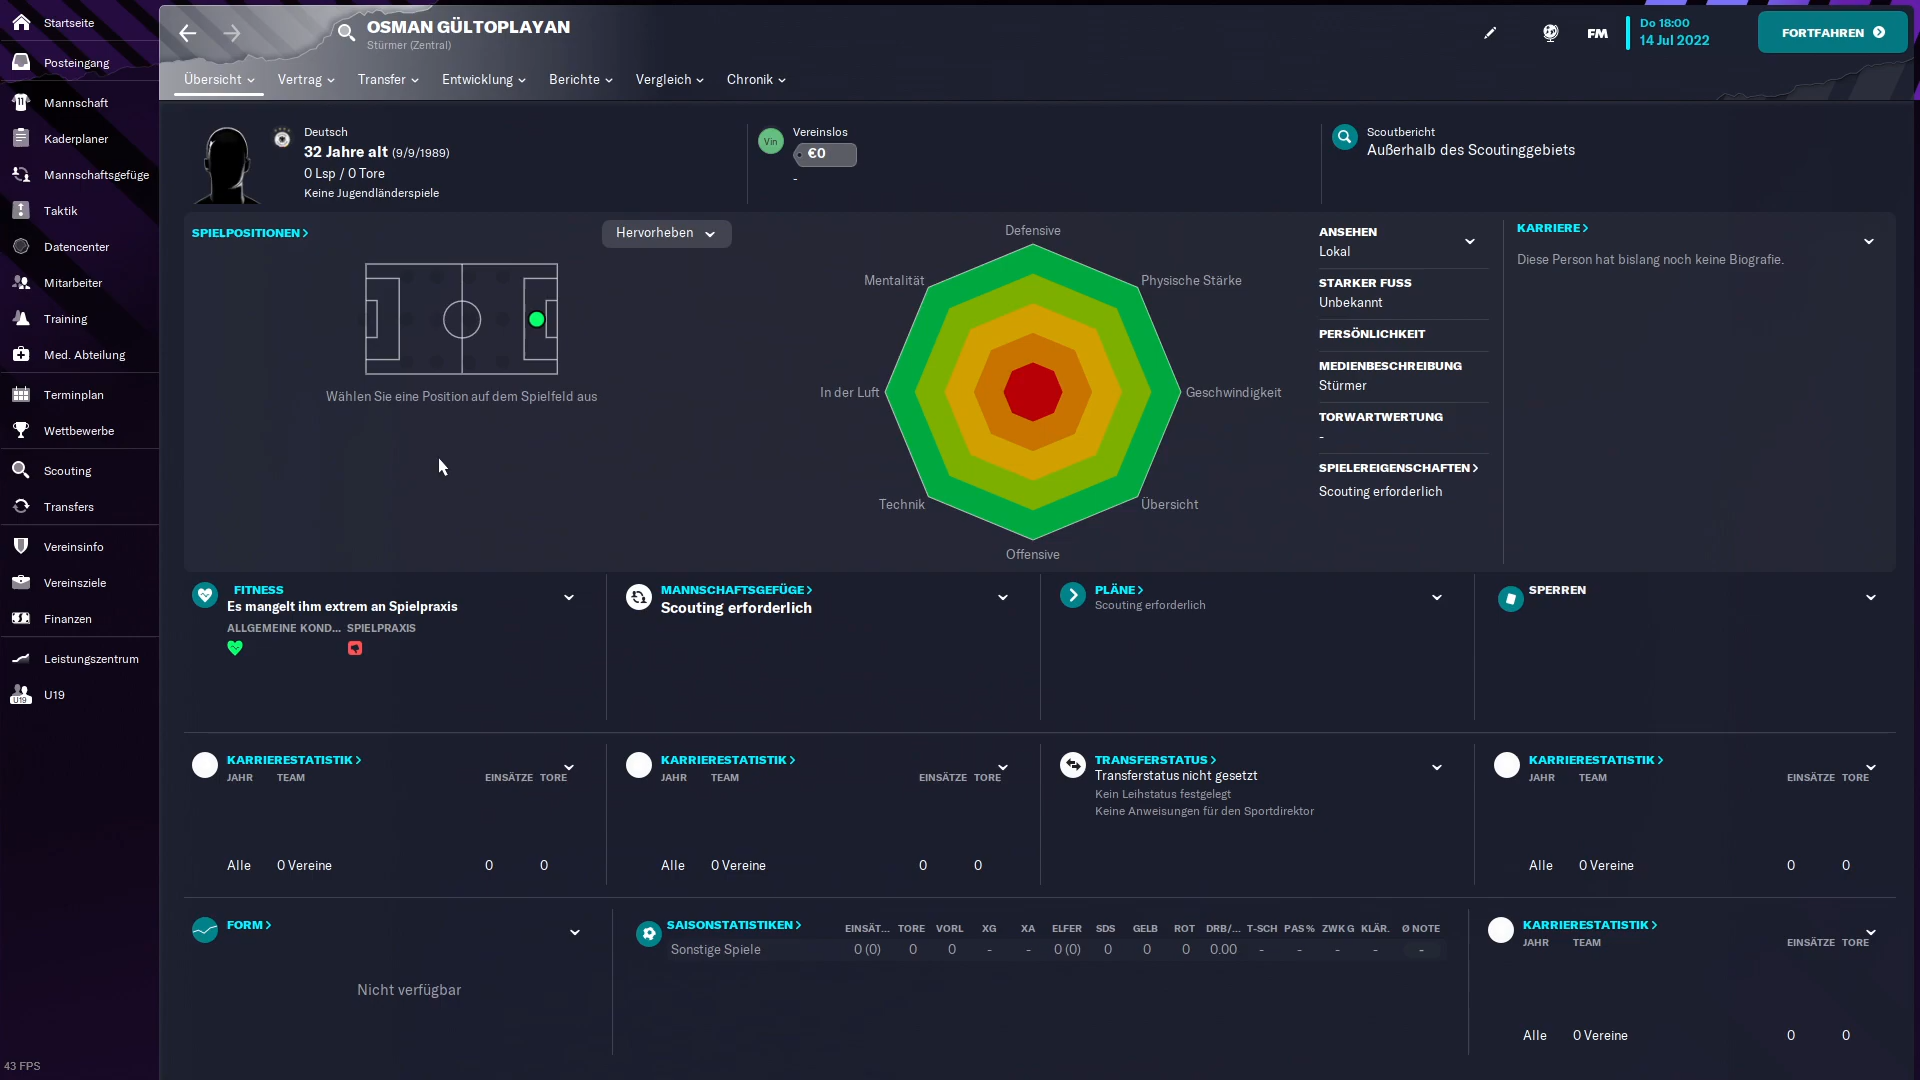 Startseite
Posteingang
Mannschaft
Kaderplaner
Mannschaftsgefüge
Taktik
Datencenter
Mitarbeiter
Training
Med. Abteilung
Terminplan
Wettbewerbe
Scouting
Transfers
Vereinsinfo
Vereinsziele
Finanzen
Leistungszentrum
U19
43 FPS
OSMAN GÜLTOPLAYAN
Stürmer (Zentral)
FM
Do 18:00
14 Jul 2022
FORTFAHREN
Übersicht Vertrag Transfer Entwicklung Berichte Vergleich Chronik
Deutsch
32 Jahre alt (9/9/1989)
0 Lsp / 0 Tore
Keine Jugendländerspiele
Vin
Vereinslos
€0
-
Scoutbericht
Außerhalb des Scoutinggebiets
SPIELPOSITIONEN
Hervorheben
Wählen Sie eine Position auf dem Spielfeld aus
Defensive
Mentalität
Physische Stärke
In der Luft
Geschwindigkeit
Technik
Übersicht
Offensive
ANSEHEN
Lokal
STARKER FUSS
Unbekannt
PERSÖNLICHKEIT
MEDIENBESCHREIBUNG
Stürmer
TORWARTWERTUNG
-
SPIELEREIGENSCHAFTEN
Scouting erforderlich
KARRIERE
Diese Person hat bislang noch keine Biografie.
FITNESS
Es mangelt ihm extrem an Spielpraxis
ALLGEMEINE KOND... SPIELPRAXIS
MANNSCHAFTSGEFÜGE
Scouting erforderlich
PLÄNE
Scouting erforderlich
SPERREN
KARRIERESTATISTIK
JAHR TEAM EINSÄTZE TORE
Alle 0 Vereine 0 0
KARRIERESTATISTIK
JAHR TEAM EINSÄTZE TORE
Alle 0 Vereine 0 0
TRANSFERSTATUS
Transferstatus nicht gesetzt
Kein Leihstatus festgelegt
Keine Anweisungen für den Sportdirektor
KARRIERESTATISTIK
JAHR TEAM EINSÄTZE TORE
Alle 0 Vereine 0 0
FORM
Nicht verfügbar
SAISONSTATISTIKEN EINSÄT... TORE VORL XG XA ELFER SDS GELB ROT DRB/... T-SCH PAS % ZWK G KLÄR. Ø NOTE
Sonstige Spiele 0 (0) 0 0 - - 0 (0) 0 0 0 0.00 - - - - -
KARRIERESTATISTIK
JAHR TEAM EINSÄTZE TORE
Alle 0 Vereine 0 0